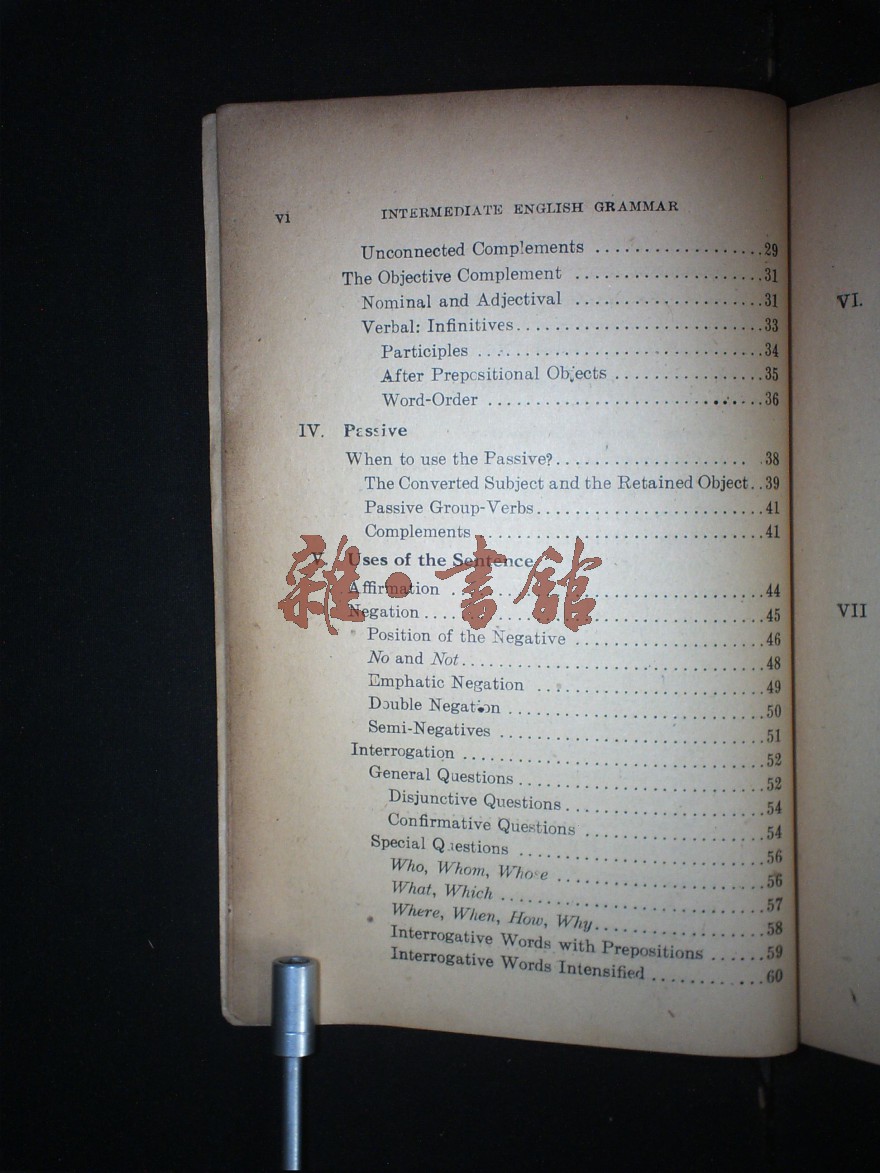 vi INTERMEDIATE ENGLISH GRAMMAR
Unconnected Complements ..................29
The Objective Complement ....................31
Nominal and Adjectival ....................31
Verbal: Infinitives..........................33
Participles ..............................34
After Prepositional Objects ................35
Word-Order .............................36
IV. Passive
When to use the Passive?.................... .38
The Converted Subject and the Retained Object..39
Passive Group-Verbs........................41
Complements..............................41
V. Uses of the Sentence
Affirmation .................................44
Negation...................................45
Position of the Negative ....................46
No and Not................................48
Emphatic Negation ........................49
Double Negation ...........................50
Semi-Negatives ............................51
Interrogation ................................52
General Questions..........................52
Disjunctive Questions.....................54
Confirmative Questions ...................54
Special Questions ..........................56
Who, Whom, Whose ......................56
What, Which ............................57
Where, When, How, Why..................58
Interrogative Words with Prepositions ......59
Interrogative Words Intensified ............60
雜·書館
VI.
VII